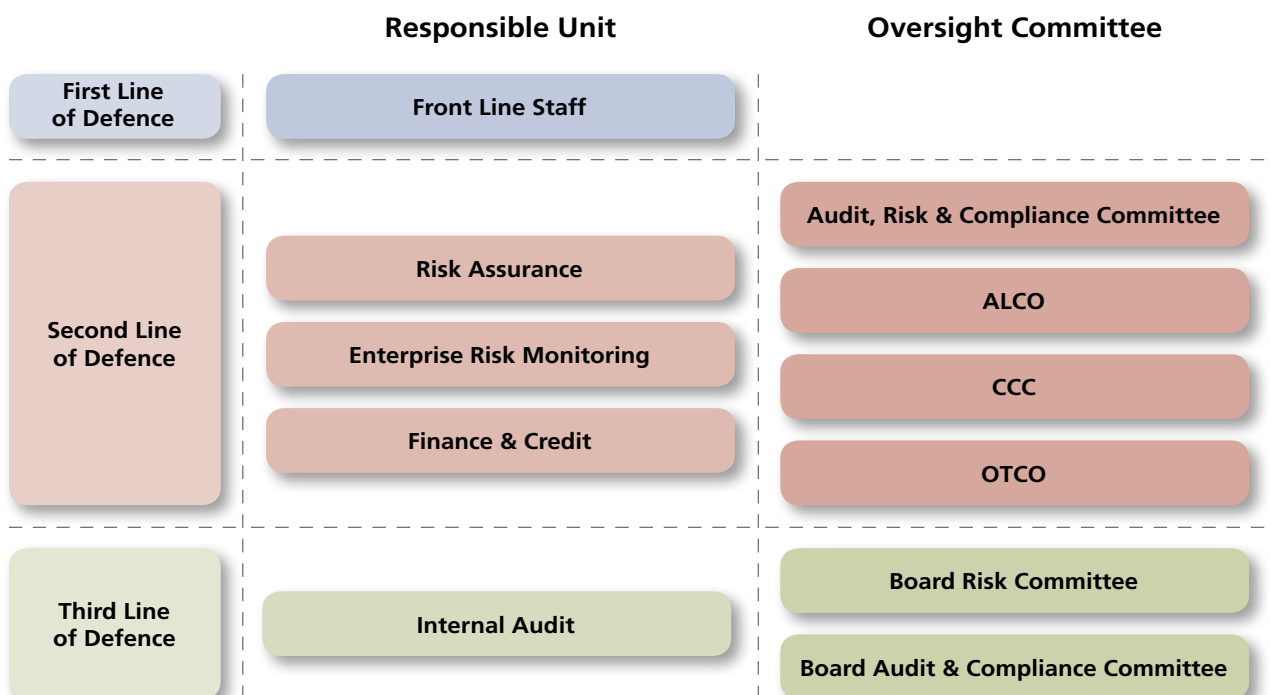 Responsible Unit
Oversight Committee
First Line
of Defence
Front Line Staff
Second Line
of Defence
Risk Assurance
Enterprise Risk Monitoring
Finance & Credit
Audit, Risk & Compliance Committee
ALCO
CCC
OTCO
Third Line
of Defence
Internal Audit
Board Risk Committee
Board Audit & Compliance Committee